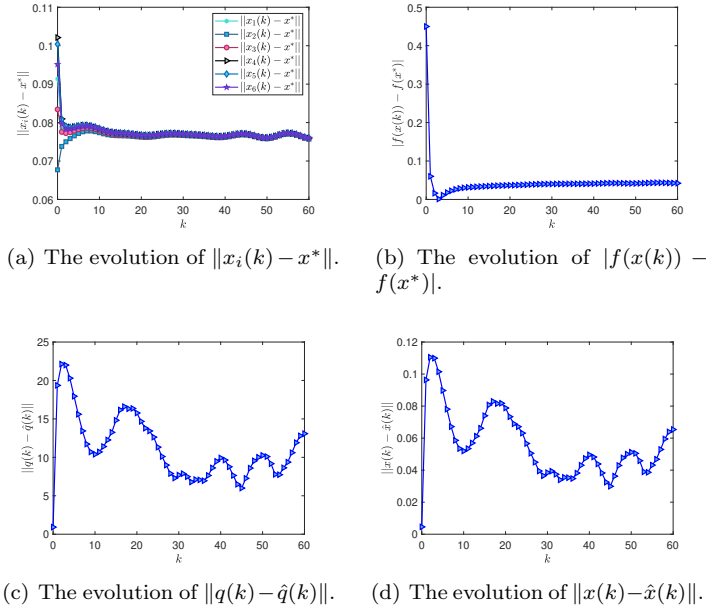 0.11
0.1
0.09
0.08
0.07
0.06
0 10 20 30 40 50 60
k
||x_i(k) − x*||
||x_1(k) − x*||
||x_2(k) − x*||
||x_3(k) − x*||
||x_4(k) − x*||
||x_5(k) − x*||
||x_6(k) − x*||
0.5
0.4
0.3
0.2
0.1
0
0 10 20 30 40 50 60
k
|f(x(k)) − f(x*)|
(a) The evolution of ∥x_i(k) − x*∥.
(b) The evolution of |f(x(k)) −
f(x*)|.
25
20
15
10
5
0
0 10 20 30 40 50 60
k
||q(k) − q̂(k)||
0.12
0.1
0.08
0.06
0.04
0.02
0
0 10 20 30 40 50 60
k
||x(k) − x̂(k)||
(c) The evolution of ∥q(k) − q̂(k)∥.
(d) The evolution of ∥x(k) − x̂(k)∥.